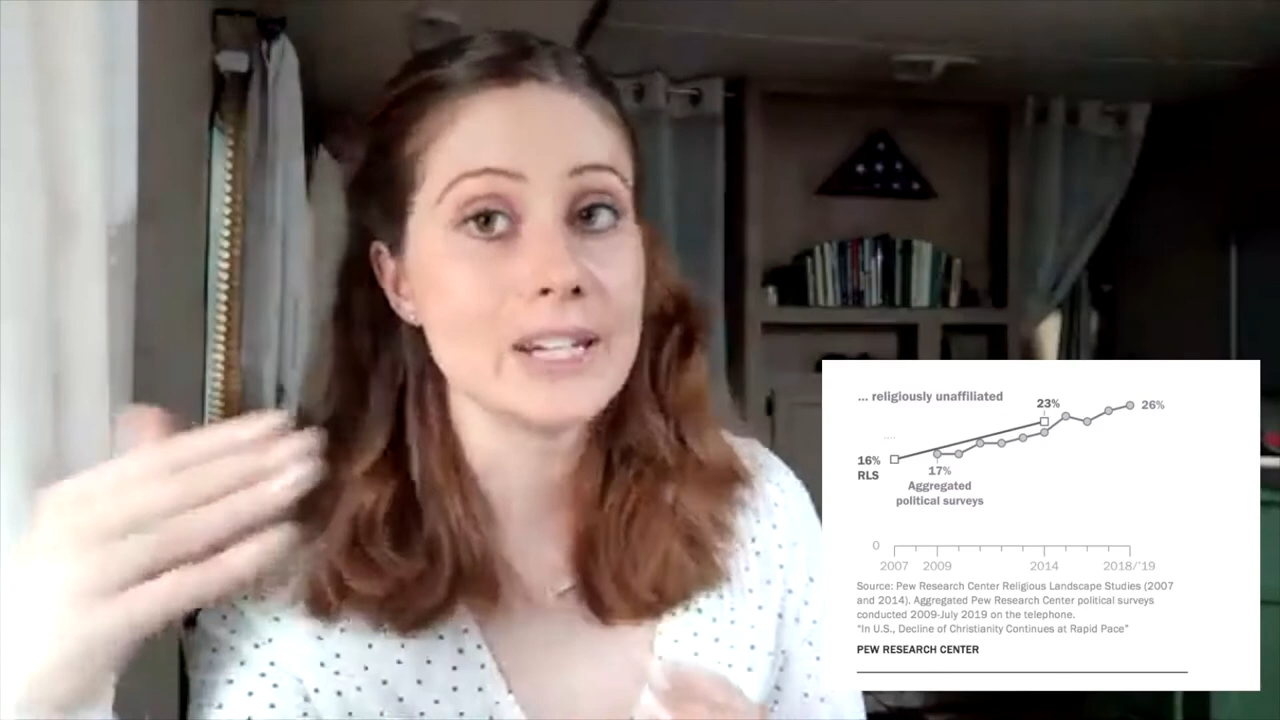 ... religiously unaffiliated
23%
26%
16%
RLS
17%
Aggregated
political surveys
0
2007 2009 2014 2018/'19
Source: Pew Research Center Religious Landscape Studies (2007
and 2014). Aggregated Pew Research Center political surveys
conducted 2009-July 2019 on the telephone.
“In U.S., Decline of Christianity Continues at Rapid Pace”
PEW RESEARCH CENTER